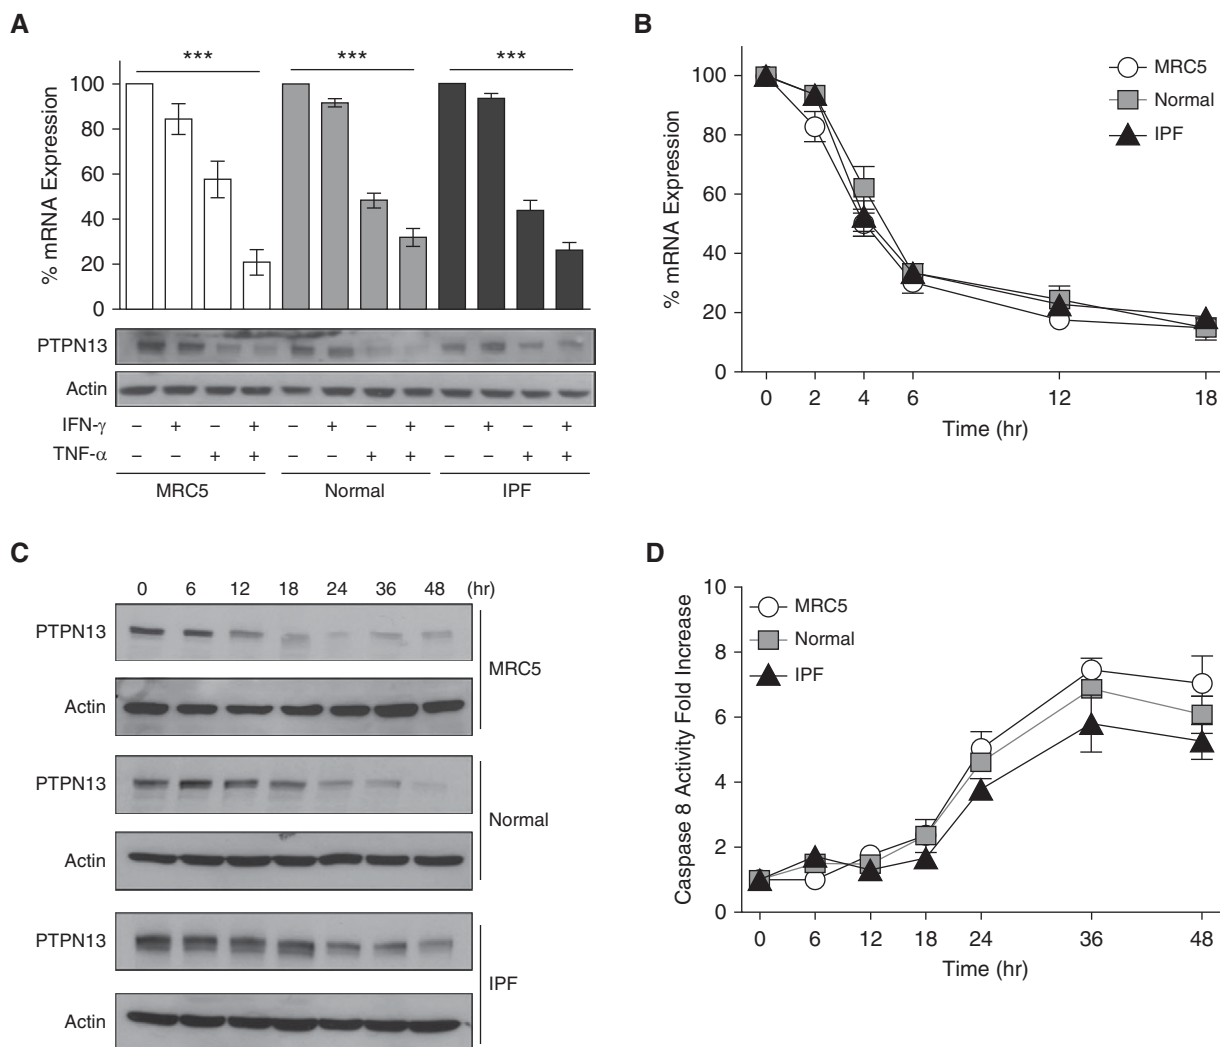 A
*** *** ***
% mRNA Expression
100
80
60
40
20
0
PTPN13
Actin
IFN-γ – + – + – + – + – + – +
TNF-α – – + + – – + + – – + +
MRC5 Normal IPF
B
% mRNA Expression
100
80
60
40
20
0
0 2 4 6 12 18
Time (hr)
MRC5
Normal
IPF
C
0 6 12 18 24 36 48 (hr)
PTPN13
Actin
MRC5
PTPN13
Actin
Normal
PTPN13
Actin
IPF
D
Caspase 8 Activity Fold Increase
10
8
6
4
2
0
0 6 12 18 24 36 48
Time (hr)
MRC5
Normal
IPF